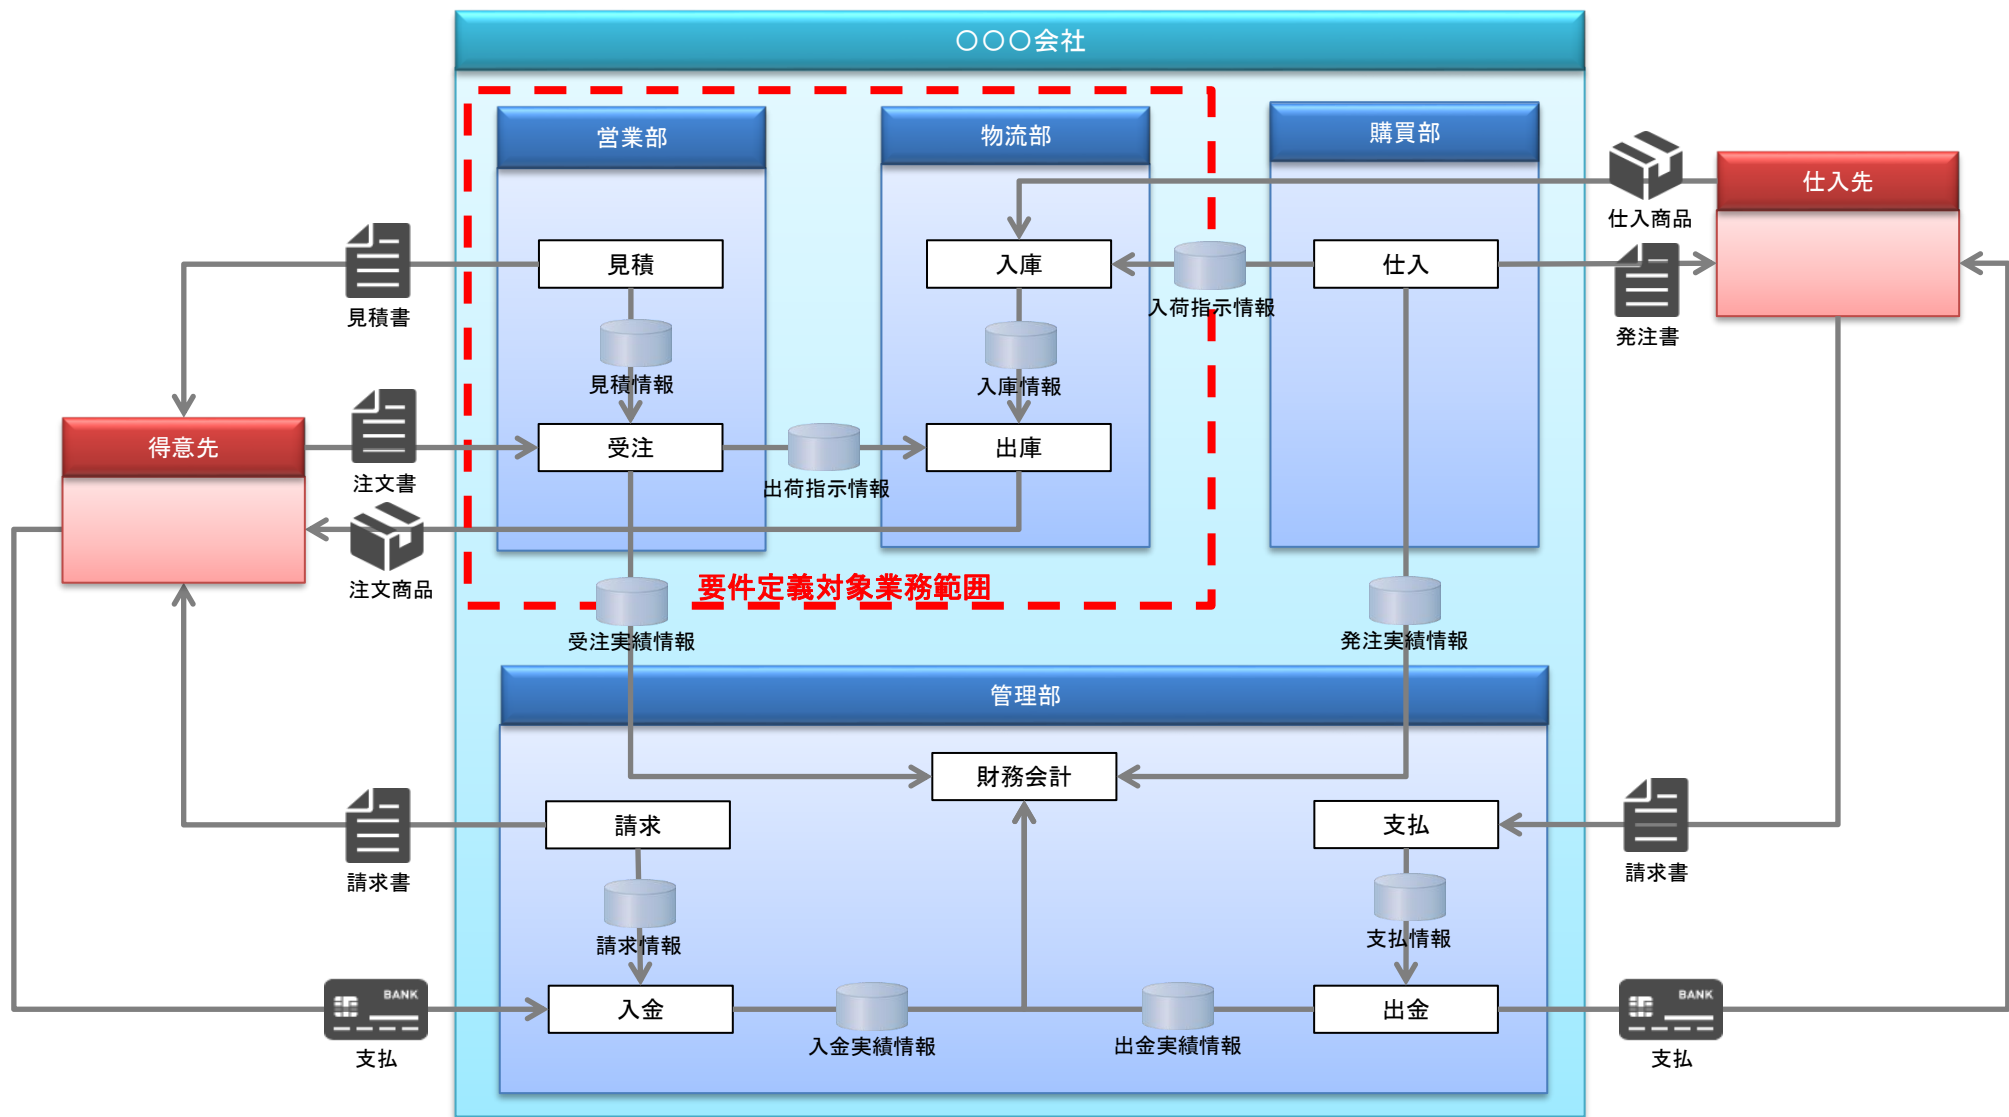 〇〇〇会社
営業部
物流部
購買部
仕入先
仕入商品
見積
入庫
仕入
見積書
入荷指示情報
発注書
見積情報
入庫情報
得意先
受注
出庫
注文書
出荷指示情報
注文商品
要件定義対象業務範囲
受注実績情報
発注実績情報
管理部
財務会計
請求
支払
請求書
請求書
請求情報
支払情報
BANK
BANK
入金
出金
入金実績情報
出金実績情報
支払
支払